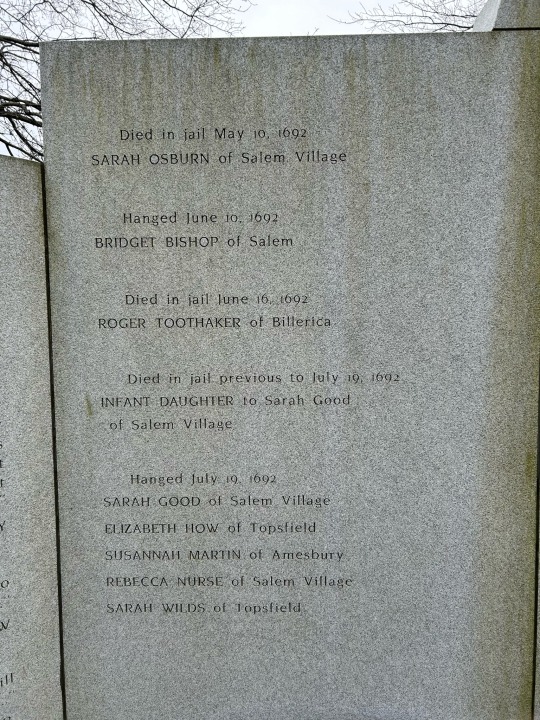 Died in jail May 10, 1692
SARAH OSBURN of Salem Village
Hanged June 10, 1692
BRIDGET BISHOP of Salem
Died in jail June 16, 1692
ROGER TOOTHAKER of Billerica
Died in jail previous to July 19, 1692
INFANT DAUGHTER to Sarah Good
of Salem Village
Hanged July 19, 1692
SARAH GOOD of Salem Village
ELIZABETH HOW of Topsfield
SUSANNAH MARTIN of Amesbury
REBECCA NURSE of Salem Village
SARAH WILDS of Topsfield